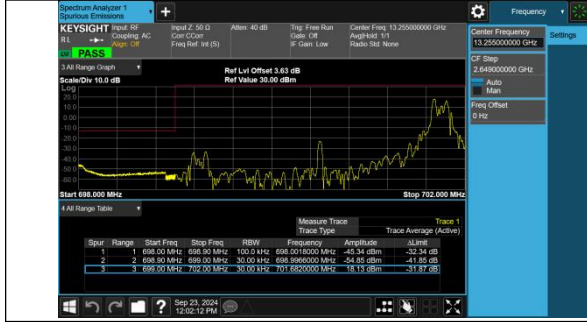 Spectrum Analyzer 1
Spurious Emissions
Frequency
KEYSIGHT Input: RF
RL
Coupling: AC
Align: Off
Input Z: 50 Ω
Corr CCorr
Freq Ref: Int (S)
Atten: 40 dB
Trig: Free Run
Gate: Off
IF Gain: Low
Center Freq: 13.255000000 GHz
Avg|Hold: 1/1
Radio Std: None
PASS
Center Frequency
13.255000000 GHz
Settings
CF Step
2.649000000 GHz
Auto
Man
Freq Offset
0 Hz
3 All Range Graph
Scale/Div 10.0 dB
Ref Lvl Offset 3.63 dB
Ref Value 30.00 dBm
Log
20.0
10.0
0.00
-10.0
-20.0
-30.0
-40.0
-50.0
-60.0
Start 698.000 MHz
Stop 702.000 MHz
4 All Range Table
Measure Trace Trace 1
Trace Type Trace Average (Active)
Spur Range Start Freq Stop Freq RBW Frequency Amplitude ΔLimit
1 1 698.00 MHz 698.90 MHz 100.0 kHz 698.0018000 MHz -45.34 dBm -32.34 dB
2 2 698.90 MHz 699.00 MHz 30.00 kHz 698.9966000 MHz -54.85 dBm -41.85 dB
3 3 699.00 MHz 702.00 MHz 30.00 kHz 701.6820000 MHz 18.13 dBm -31.87 dB
Sep 23, 2024
12:02:12 PM